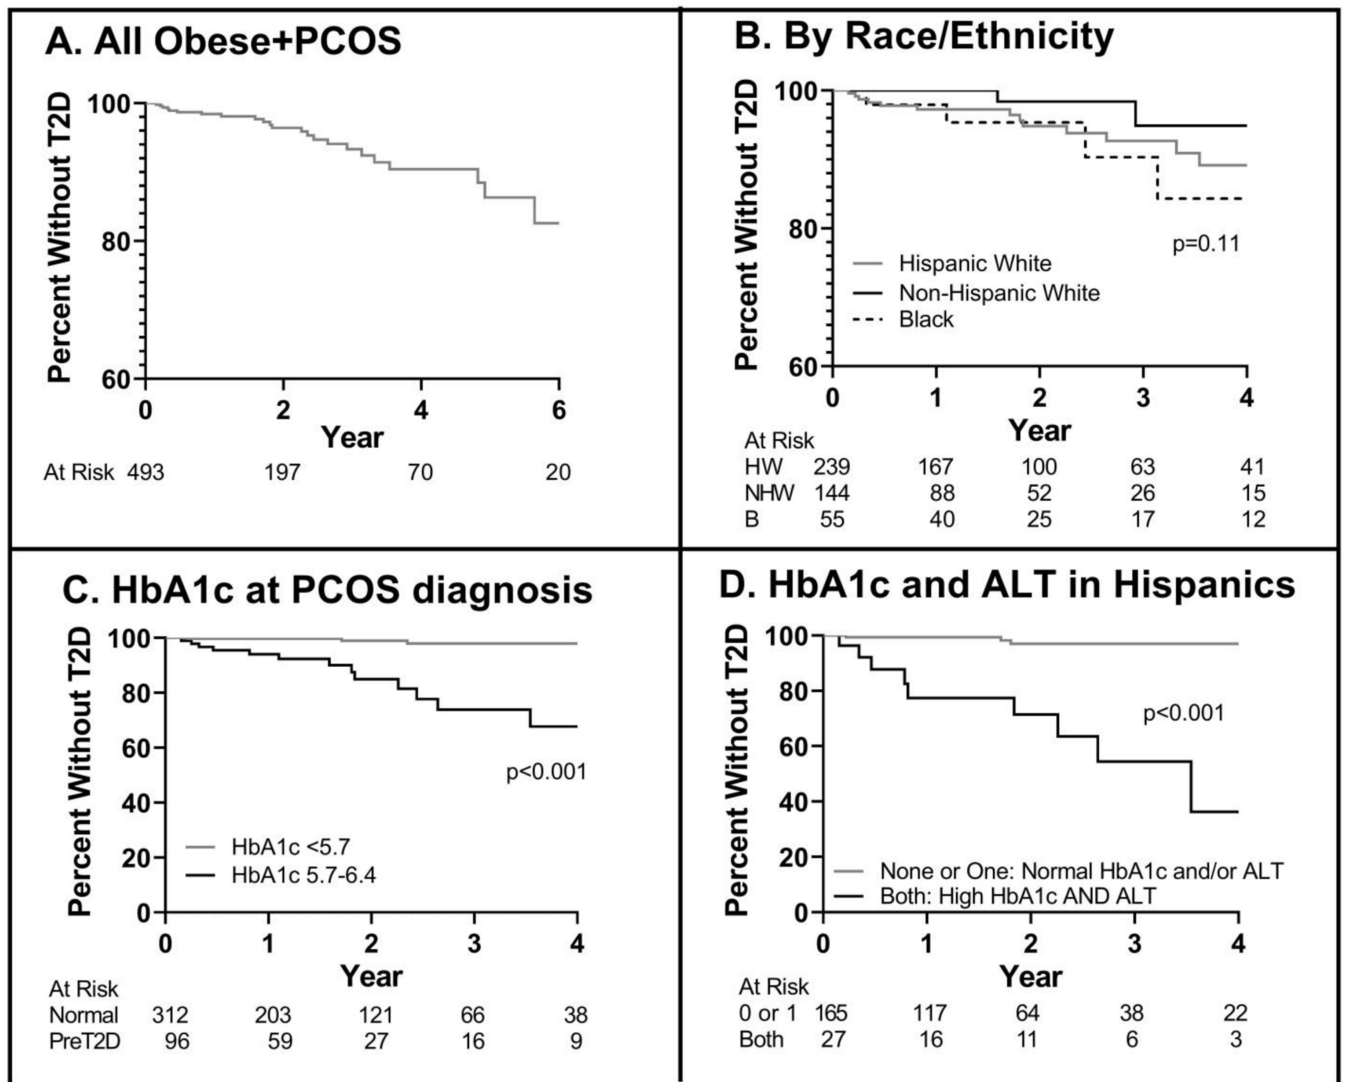 A. All Obese+PCOS
Percent Without T2D
100
80
60
0 2 4 6
Year
At Risk 493 197 70 20
B. By Race/Ethnicity
Percent Without T2D
100
80
60
p=0.11
Hispanic White
Non-Hispanic White
Black
0 1 2 3 4
Year
At Risk
HW 239 167 100 63 41
NHW 144 88 52 26 15
B 55 40 25 17 12
C. HbA1c at PCOS diagnosis
Percent Without T2D
100
80
60
40
20
0
p<0.001
HbA1c <5.7
HbA1c 5.7-6.4
0 1 2 3 4
Year
At Risk
Normal 312 203 121 66 38
PreT2D 96 59 27 16 9
D. HbA1c and ALT in Hispanics
Percent Without T2D
100
80
60
40
20
0
p<0.001
None or One: Normal HbA1c and/or ALT
Both: High HbA1c AND ALT
0 1 2 3 4
Year
At Risk
0 or 1 165 117 64 38 22
Both 27 16 11 6 3